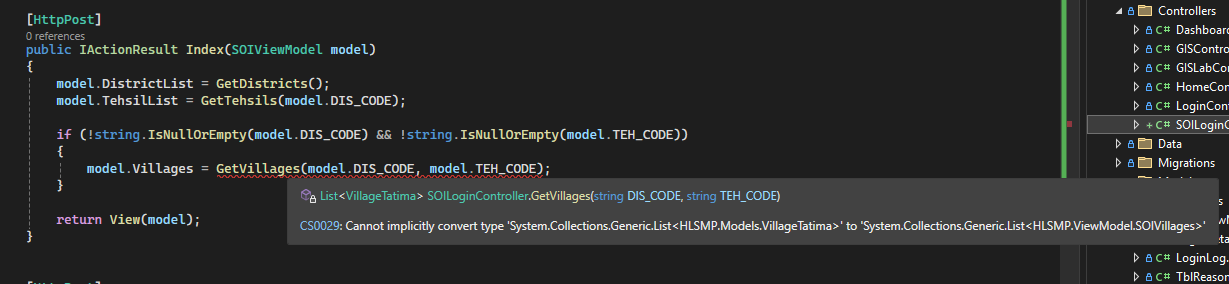 [HttpPost]
0 references
public IActionResult Index(SOIViewModel model)
{
model.DistrictList = GetDistricts();
model.TehsilList = GetTehsils(model.DIS_CODE);
if (!string.IsNullOrEmpty(model.DIS_CODE) && !string.IsNullOrEmpty(model.TEH_CODE))
{
model.Villages = GetVillages(model.DIS_CODE, model.TEH_CODE);
}
return View(model);
}
List<VillageTatima> SOILoginController.GetVillages(string DIS_CODE, string TEH_CODE)
CS0029: Cannot implicitly convert type 'System.Collections.Generic.List<HLSMP.Models.VillageTatima>' to 'System.Collections.Generic.List<HLSMP.ViewModel.SOIVillages>'
Controllers
C# Dashboard
C# GISContro
C# GISLabCon
C# HomeCon
C# LoginCont
+ C# SOILoginC
Data
Migrations
C# LoginLog.
C# TblReason